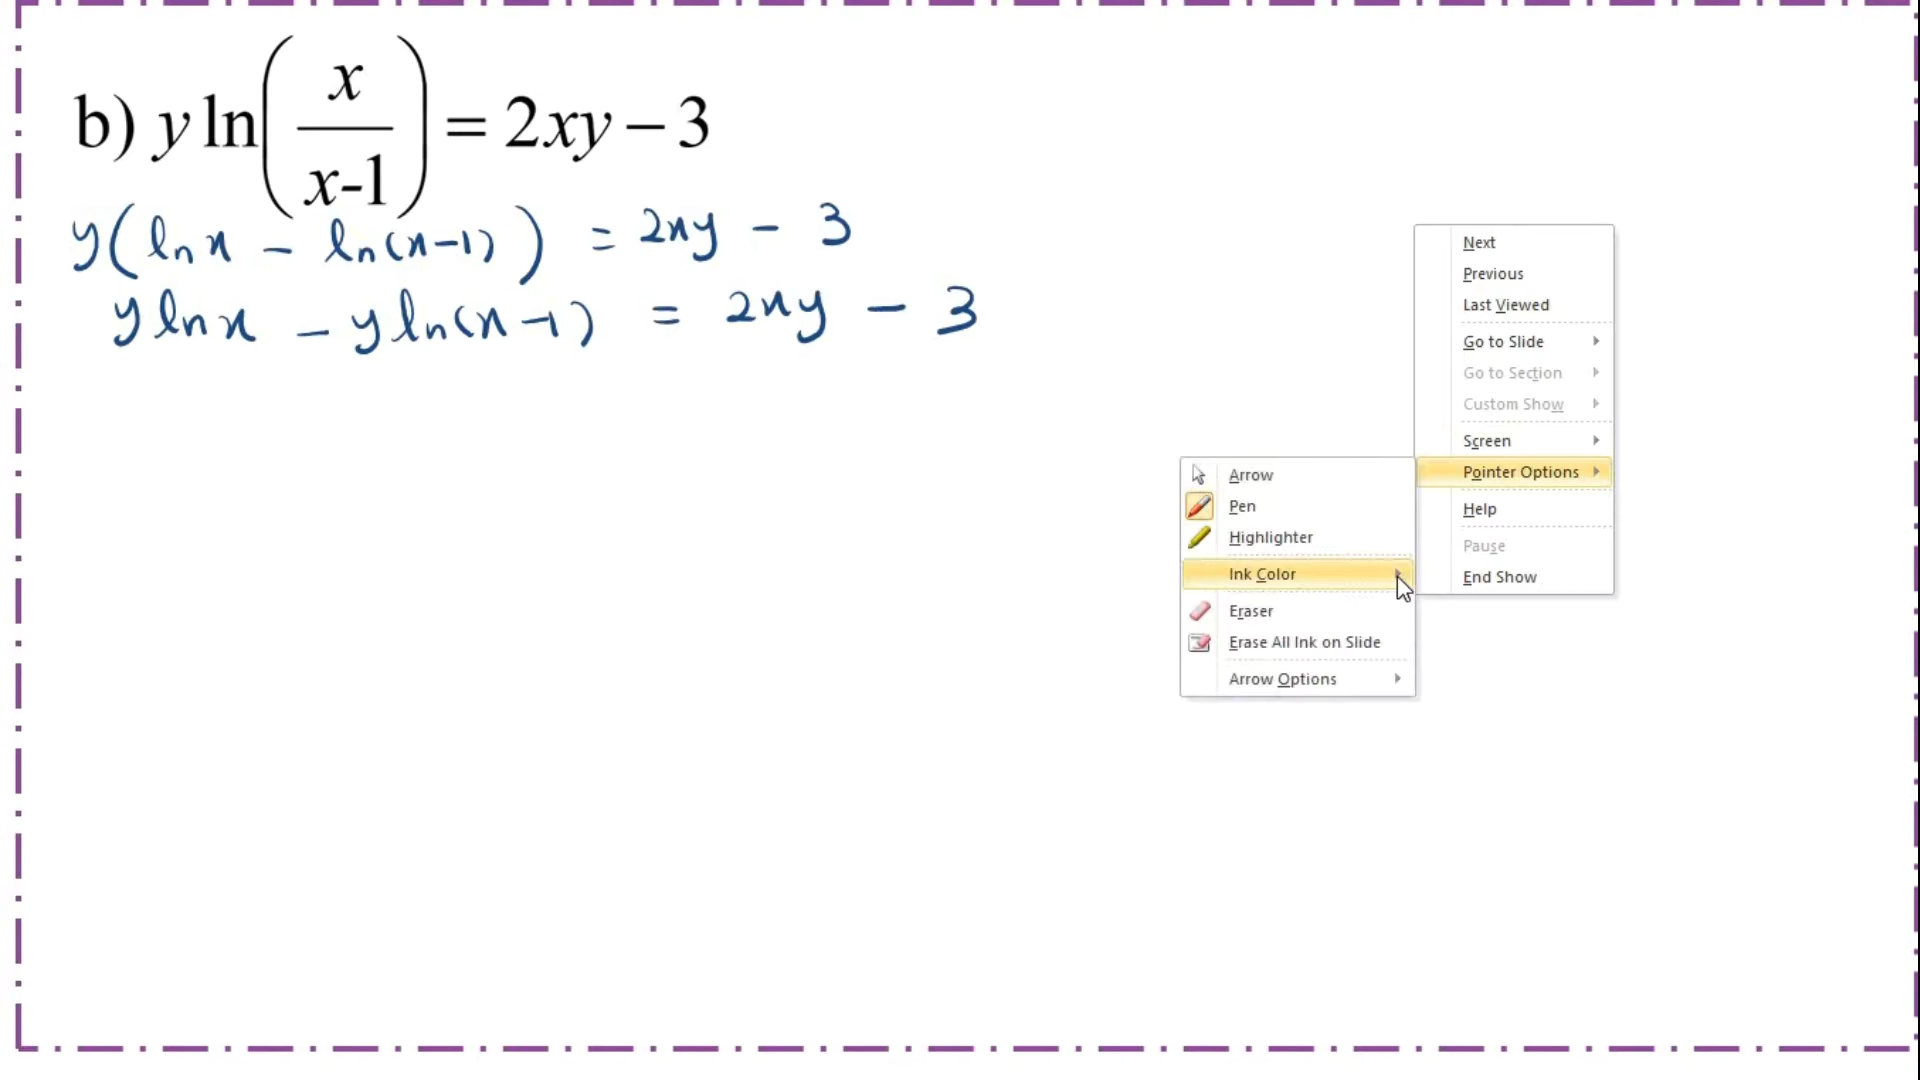 b) y ln(x/x-1) = 2xy − 3
y(ln x − ln(x−1)) = 2xy − 3
y ln x − y ln(x−1) = 2xy − 3
Next
Previous
Last Viewed
Go to Slide
Go to Section
Custom Show
Screen
Pointer Options
Help
Pause
End Show
Arrow
Pen
Highlighter
Ink Color
Eraser
Erase All Ink on Slide
Arrow Options